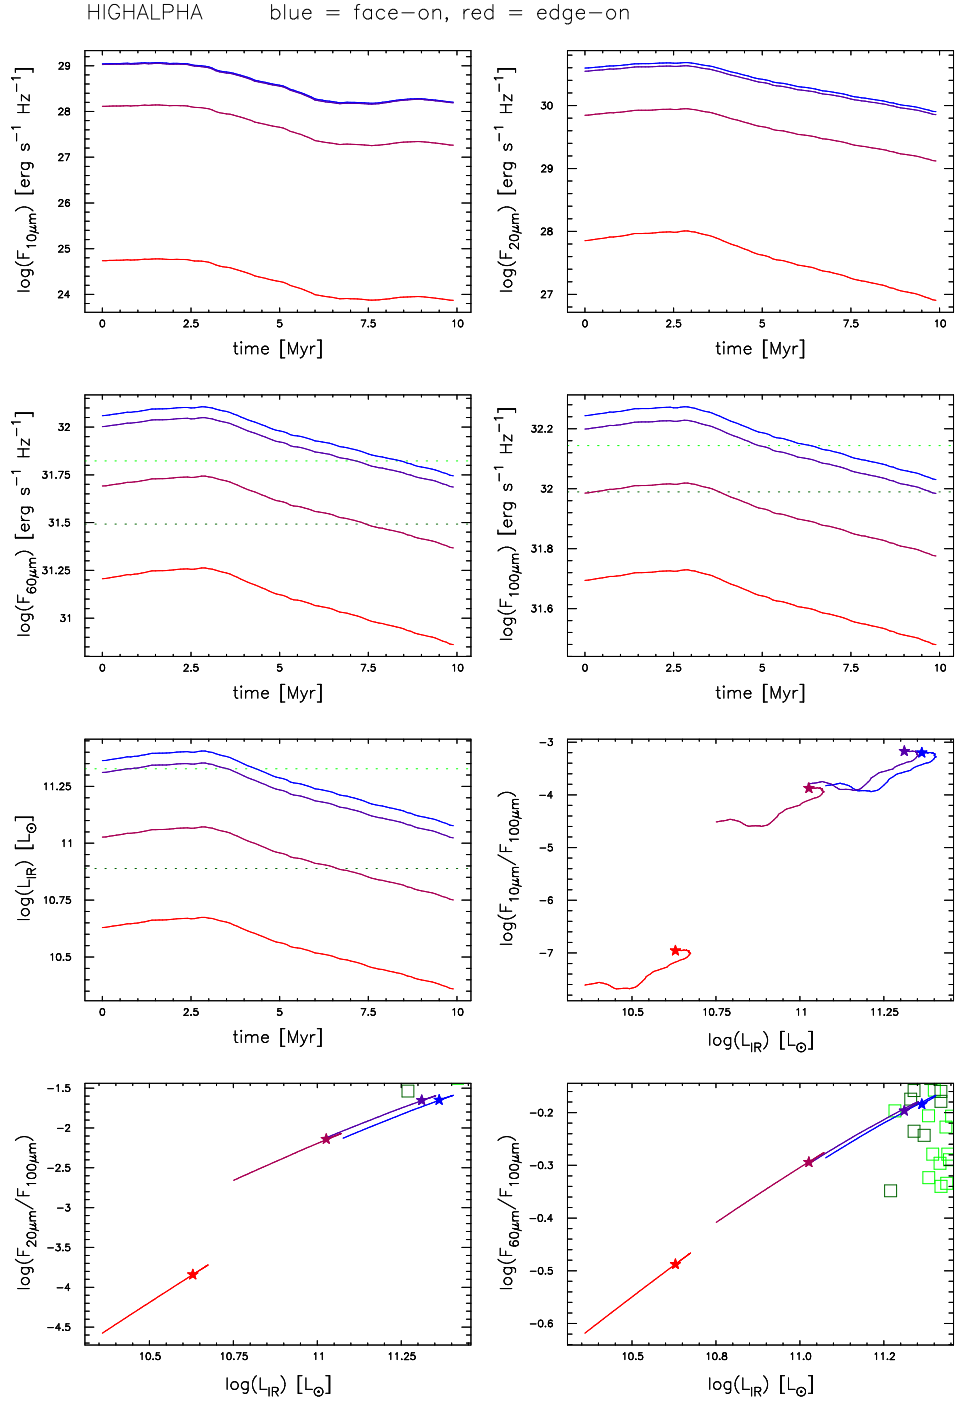 HIGHALPHA blue = face-on, red = edge-on
log(F10μm) [erg s−1 Hz−1]
29
28
27
26
25
24
0 2.5 5 7.5 10
time [Myr]
log(F20μm) [erg s−1 Hz−1]
30
29
28
27
0 2.5 5 7.5 10
time [Myr]
log(F60μm) [erg s−1 Hz−1]
32
31.75
31.5
31.25
31
0 2.5 5 7.5 10
time [Myr]
log(F100μm) [erg s−1 Hz−1]
32.2
32
31.8
31.6
0 2.5 5 7.5 10
time [Myr]
log(LIR) [L⊙]
11.25
11
10.75
10.5
0 2.5 5 7.5 10
time [Myr]
log(F10μm/F100μm)
−3
−4
−5
−6
−7
10.5 10.75 11 11.25
log(LIR) [L⊙]
log(F20μm/F100μm)
−1.5
−2
−2.5
−3
−3.5
−4
−4.5
10.5 10.75 11 11.25
log(LIR) [L⊙]
log(F60μm/F100μm)
−0.2
−0.3
−0.4
−0.5
−0.6
10.5 10.8 11 11.2
log(LIR) [L⊙]